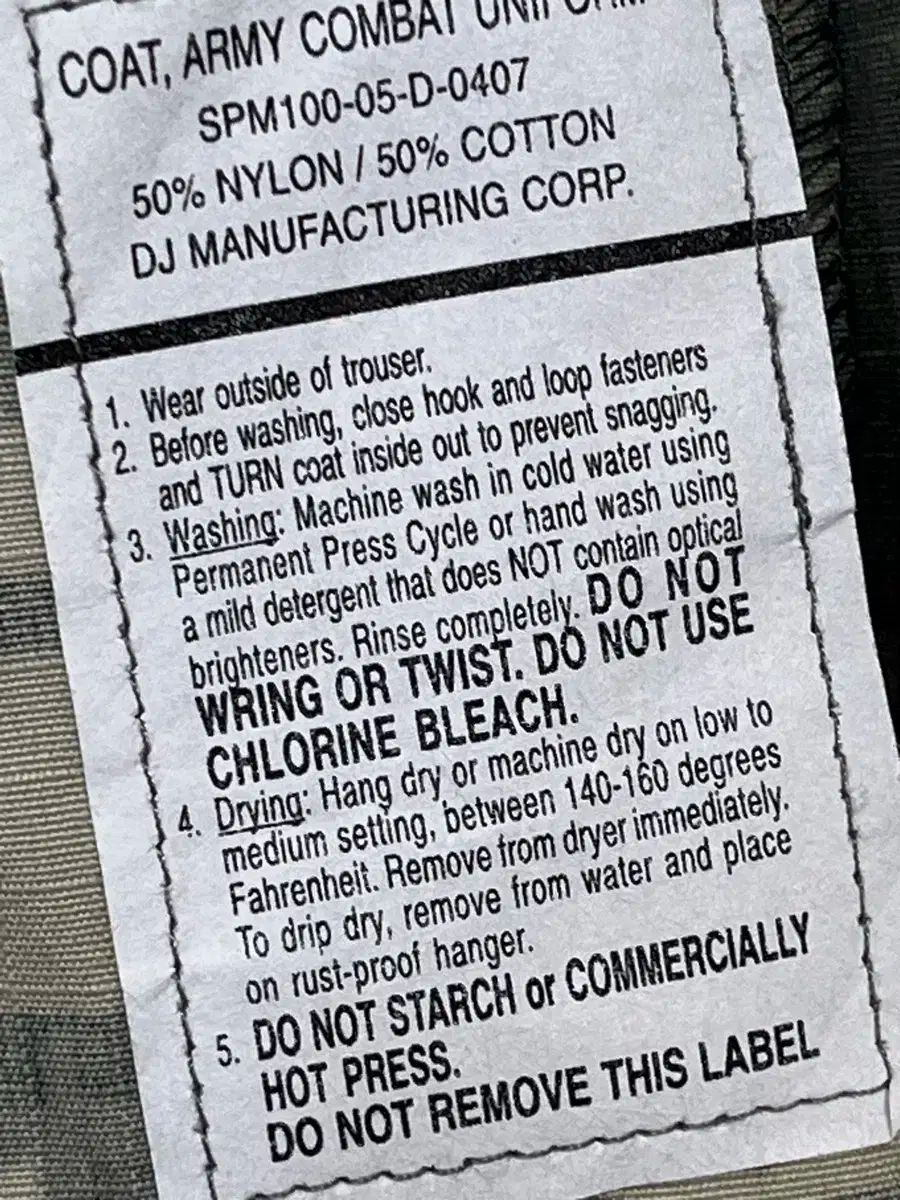 COAT, ARMY COMBAT UNIFORM
SPM100-05-D-0407
50% NYLON / 50% COTTON
DJ MANUFACTURING CORP.
1. Wear outside of trouser.
2. Before washing, close hook and loop fasteners
and TURN coat inside out to prevent snagging.
3. Washing: Machine wash in cold water using
Permanent Press Cycle or hand wash using
a mild detergent that does NOT contain optical
brighteners. Rinse completely. DO NOT
WRING OR TWIST. DO NOT USE
CHLORINE BLEACH.
4. Drying: Hang dry or machine dry on low to
medium setting, between 140-160 degrees
Fahrenheit. Remove from dryer immediately.
To drip dry, remove from water and place
on rust-proof hanger.
5. DO NOT STARCH or COMMERCIALLY
HOT PRESS.
DO NOT REMOVE THIS LABEL